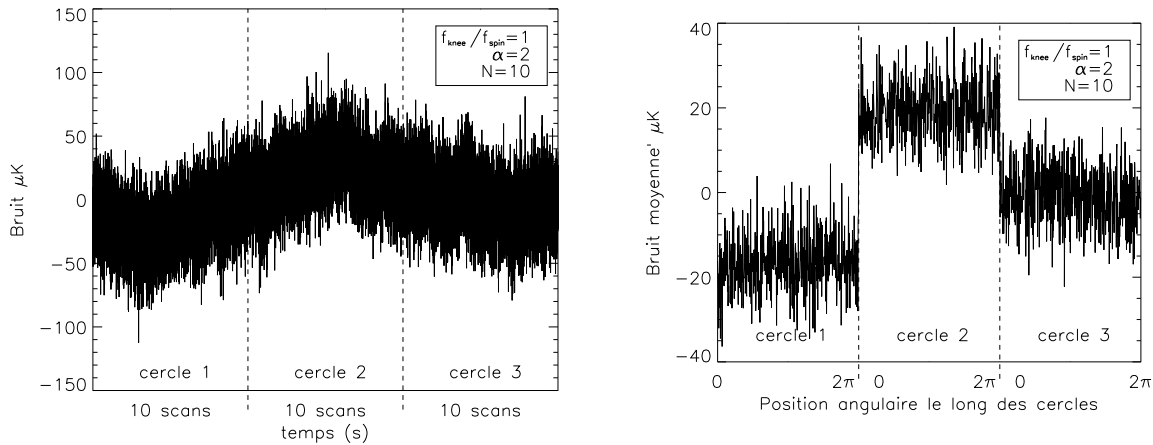 150
100
50
0
−50
−100
−150
Bruit μK
f_knee/f_spin=1
α=2
N=10
cercle 1
cercle 2
cercle 3
10 scans
10 scans
10 scans
temps (s)
40
20
0
−20
−40
Bruit moyenne' μK
f_knee/f_spin=1
α=2
N=10
cercle 1
cercle 2
cercle 3
0 2π 0 2π 0 2π
Position angulaire le long des cercles